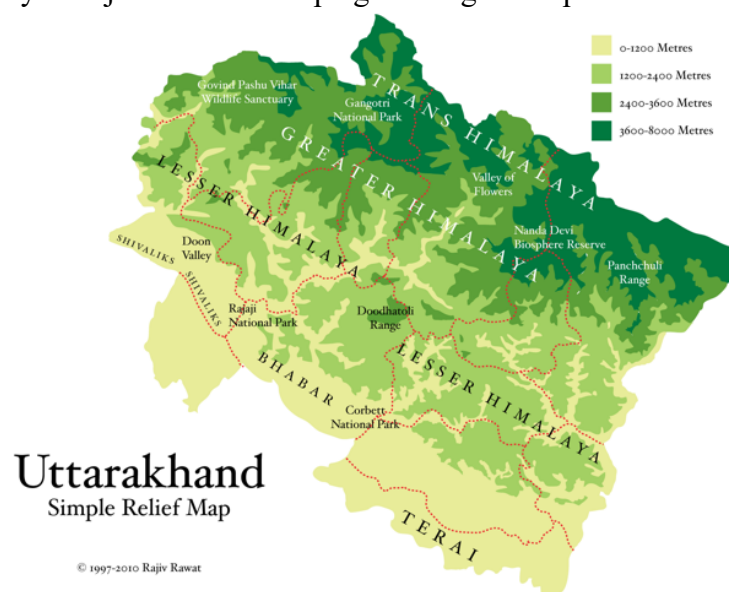 0-1200 Metres
1200-2400 Metres
2400-3600 Metres
3600-8000 Metres
Govind Pashu Vihar
Wildlife Sanctuary
Gangotri
National Park
TRANS HIMALAYA
GREATER HIMALAYA
Valley of
Flowers
LESSER HIMALAYA
Nanda Devi
Biosphere Reserve
Panchchuli
Range
SHIVALIKS
Doon
Valley
SHIVALIKS
Rajaji
National Park
Doodhatoli
Range
BHABAR
LESSER HIMALAYA
Corbett
National Park
TERAI
Uttarakhand
Simple Relief Map
© 1997-2010 Rajiv Rawat